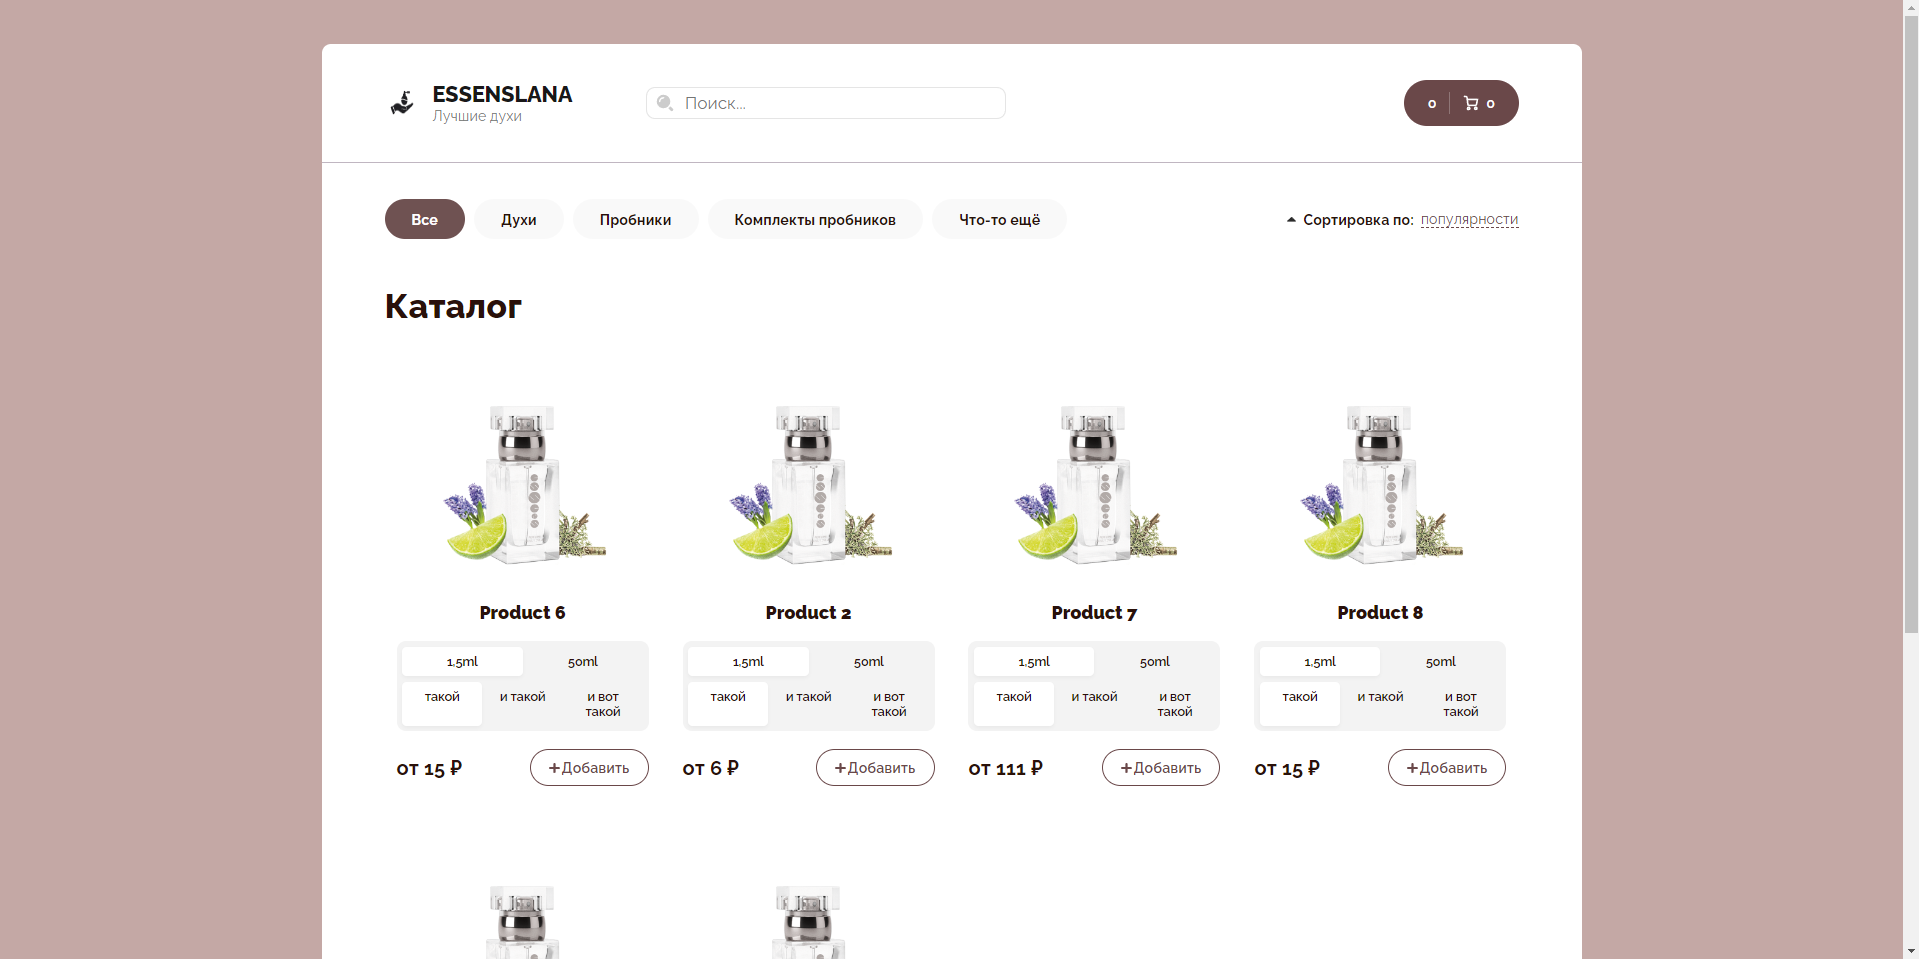 ESSENSLANA
Лучшие духи
Поиск...
0 0
Все Духи Пробники Комплекты пробников Что-то ещё
Сортировка по: популярности
Каталог
Product 6 Product 2 Product 7 Product 8
1,5ml 50ml 1,5ml 50ml 1,5ml 50ml 1,5ml 50ml
такой и такой и вот такой и такой и вот такой и такой и вот такой и такой и вот
такой такой такой такой
от 15 ₽ +Добавить от 6 ₽ +Добавить от 111 ₽ +Добавить от 15 ₽ +Добавить